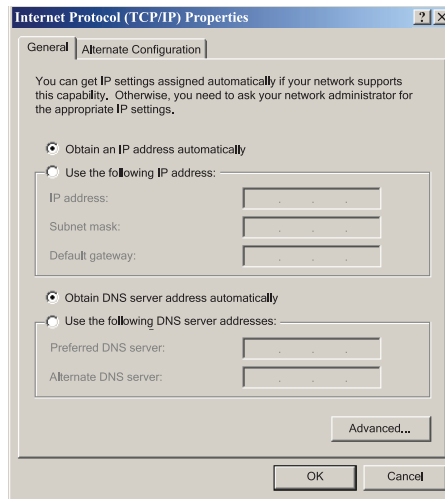 Internet Protocol (TCP/IP) Properties
General
Alternate Configuration
You can get IP settings assigned automatically if your network supports
this capability. Otherwise, you need to ask your network administrator for
the appropriate IP settings.
Obtain an IP address automatically
Use the following IP address:
IP address:
Subnet mask:
Default gateway:
Obtain DNS server address automatically
Use the following DNS server addresses:
Preferred DNS server:
Alternate DNS server:
Advanced...
OK
Cancel